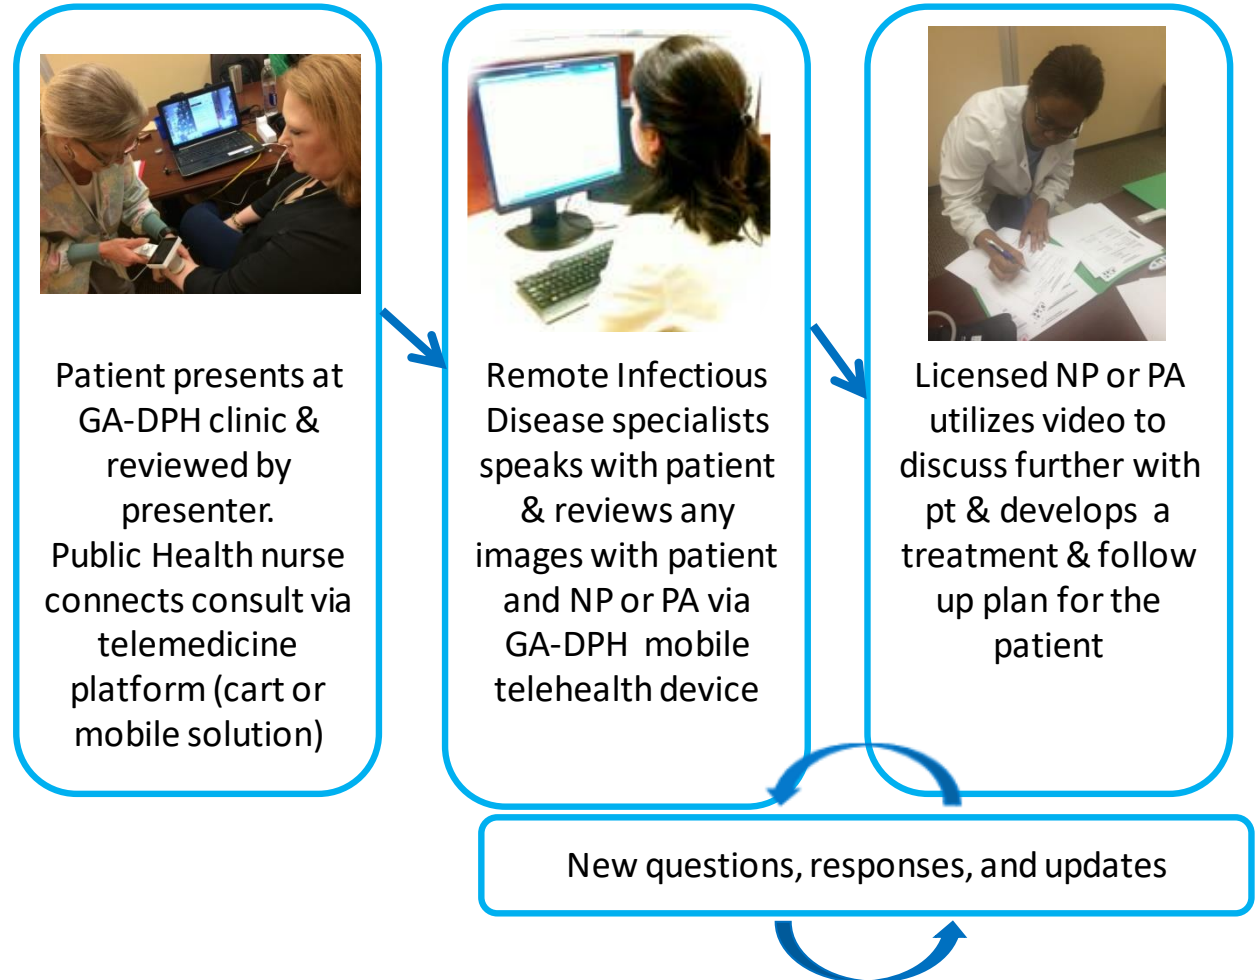 Patient presents at
GA-DPH clinic &
reviewed by
presenter.
Public Health nurse
connects consult via
telemedicine
platform (cart or
mobile solution)
Remote Infectious
Disease specialists
speaks with patient
& reviews any
images with patient
and NP or PA via
GA-DPH mobile
telehealth device
Licensed NP or PA
utilizes video to
discuss further with
pt & develops a
treatment & follow
up plan for the
patient
New questions, responses, and updates